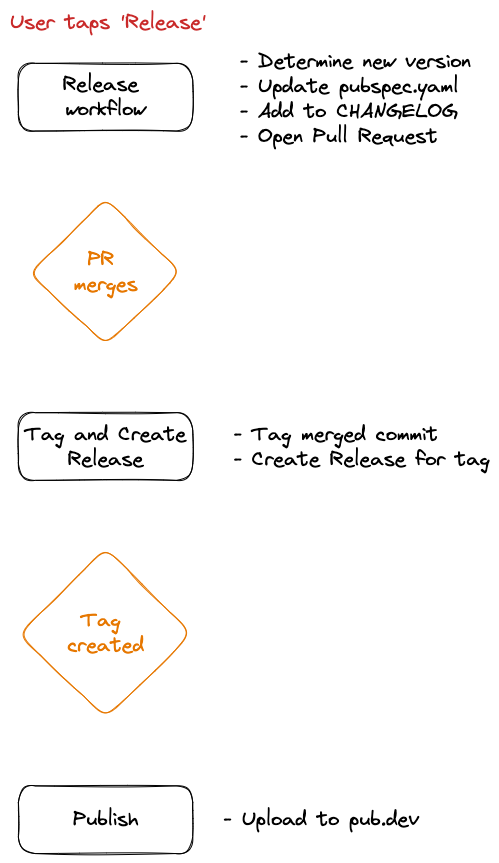 User taps 'Release'
Release
workflow
- Determine new version
- Update pubspec.yaml
- Add to CHANGELOG
- Open Pull Request
PR
merges
Tag and Create
Release
- Tag merged commit
- Create Release for tag
Tag
created
Publish
- Upload to pub.dev